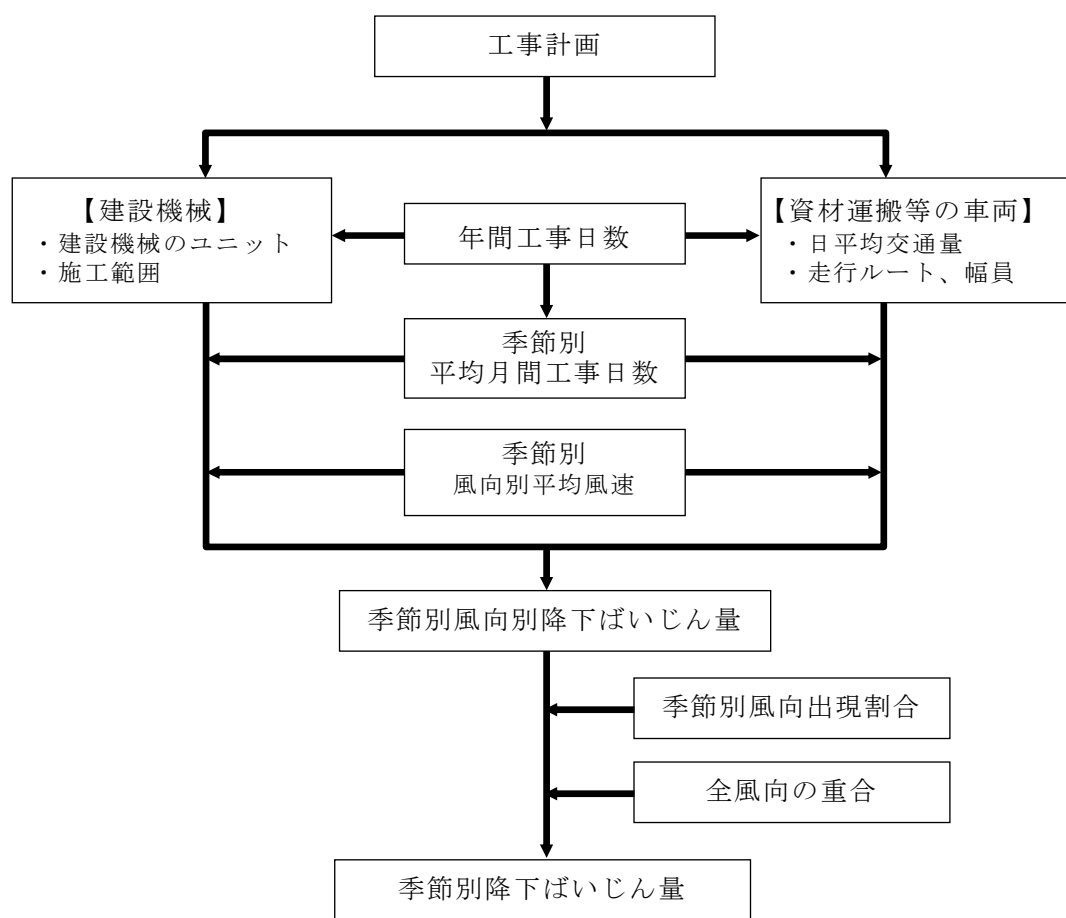 工事計画
【建設機械】
・建設機械のユニット
・施工範囲
年間工事日数
【資材運搬等の車両】
・日平均交通量
・走行ルート、幅員
季節別
平均月間工事日数
季節別
風向別平均風速
季節別風向別降下ばいじん量
季節別風向出現割合
全風向の重合
季節別降下ばいじん量